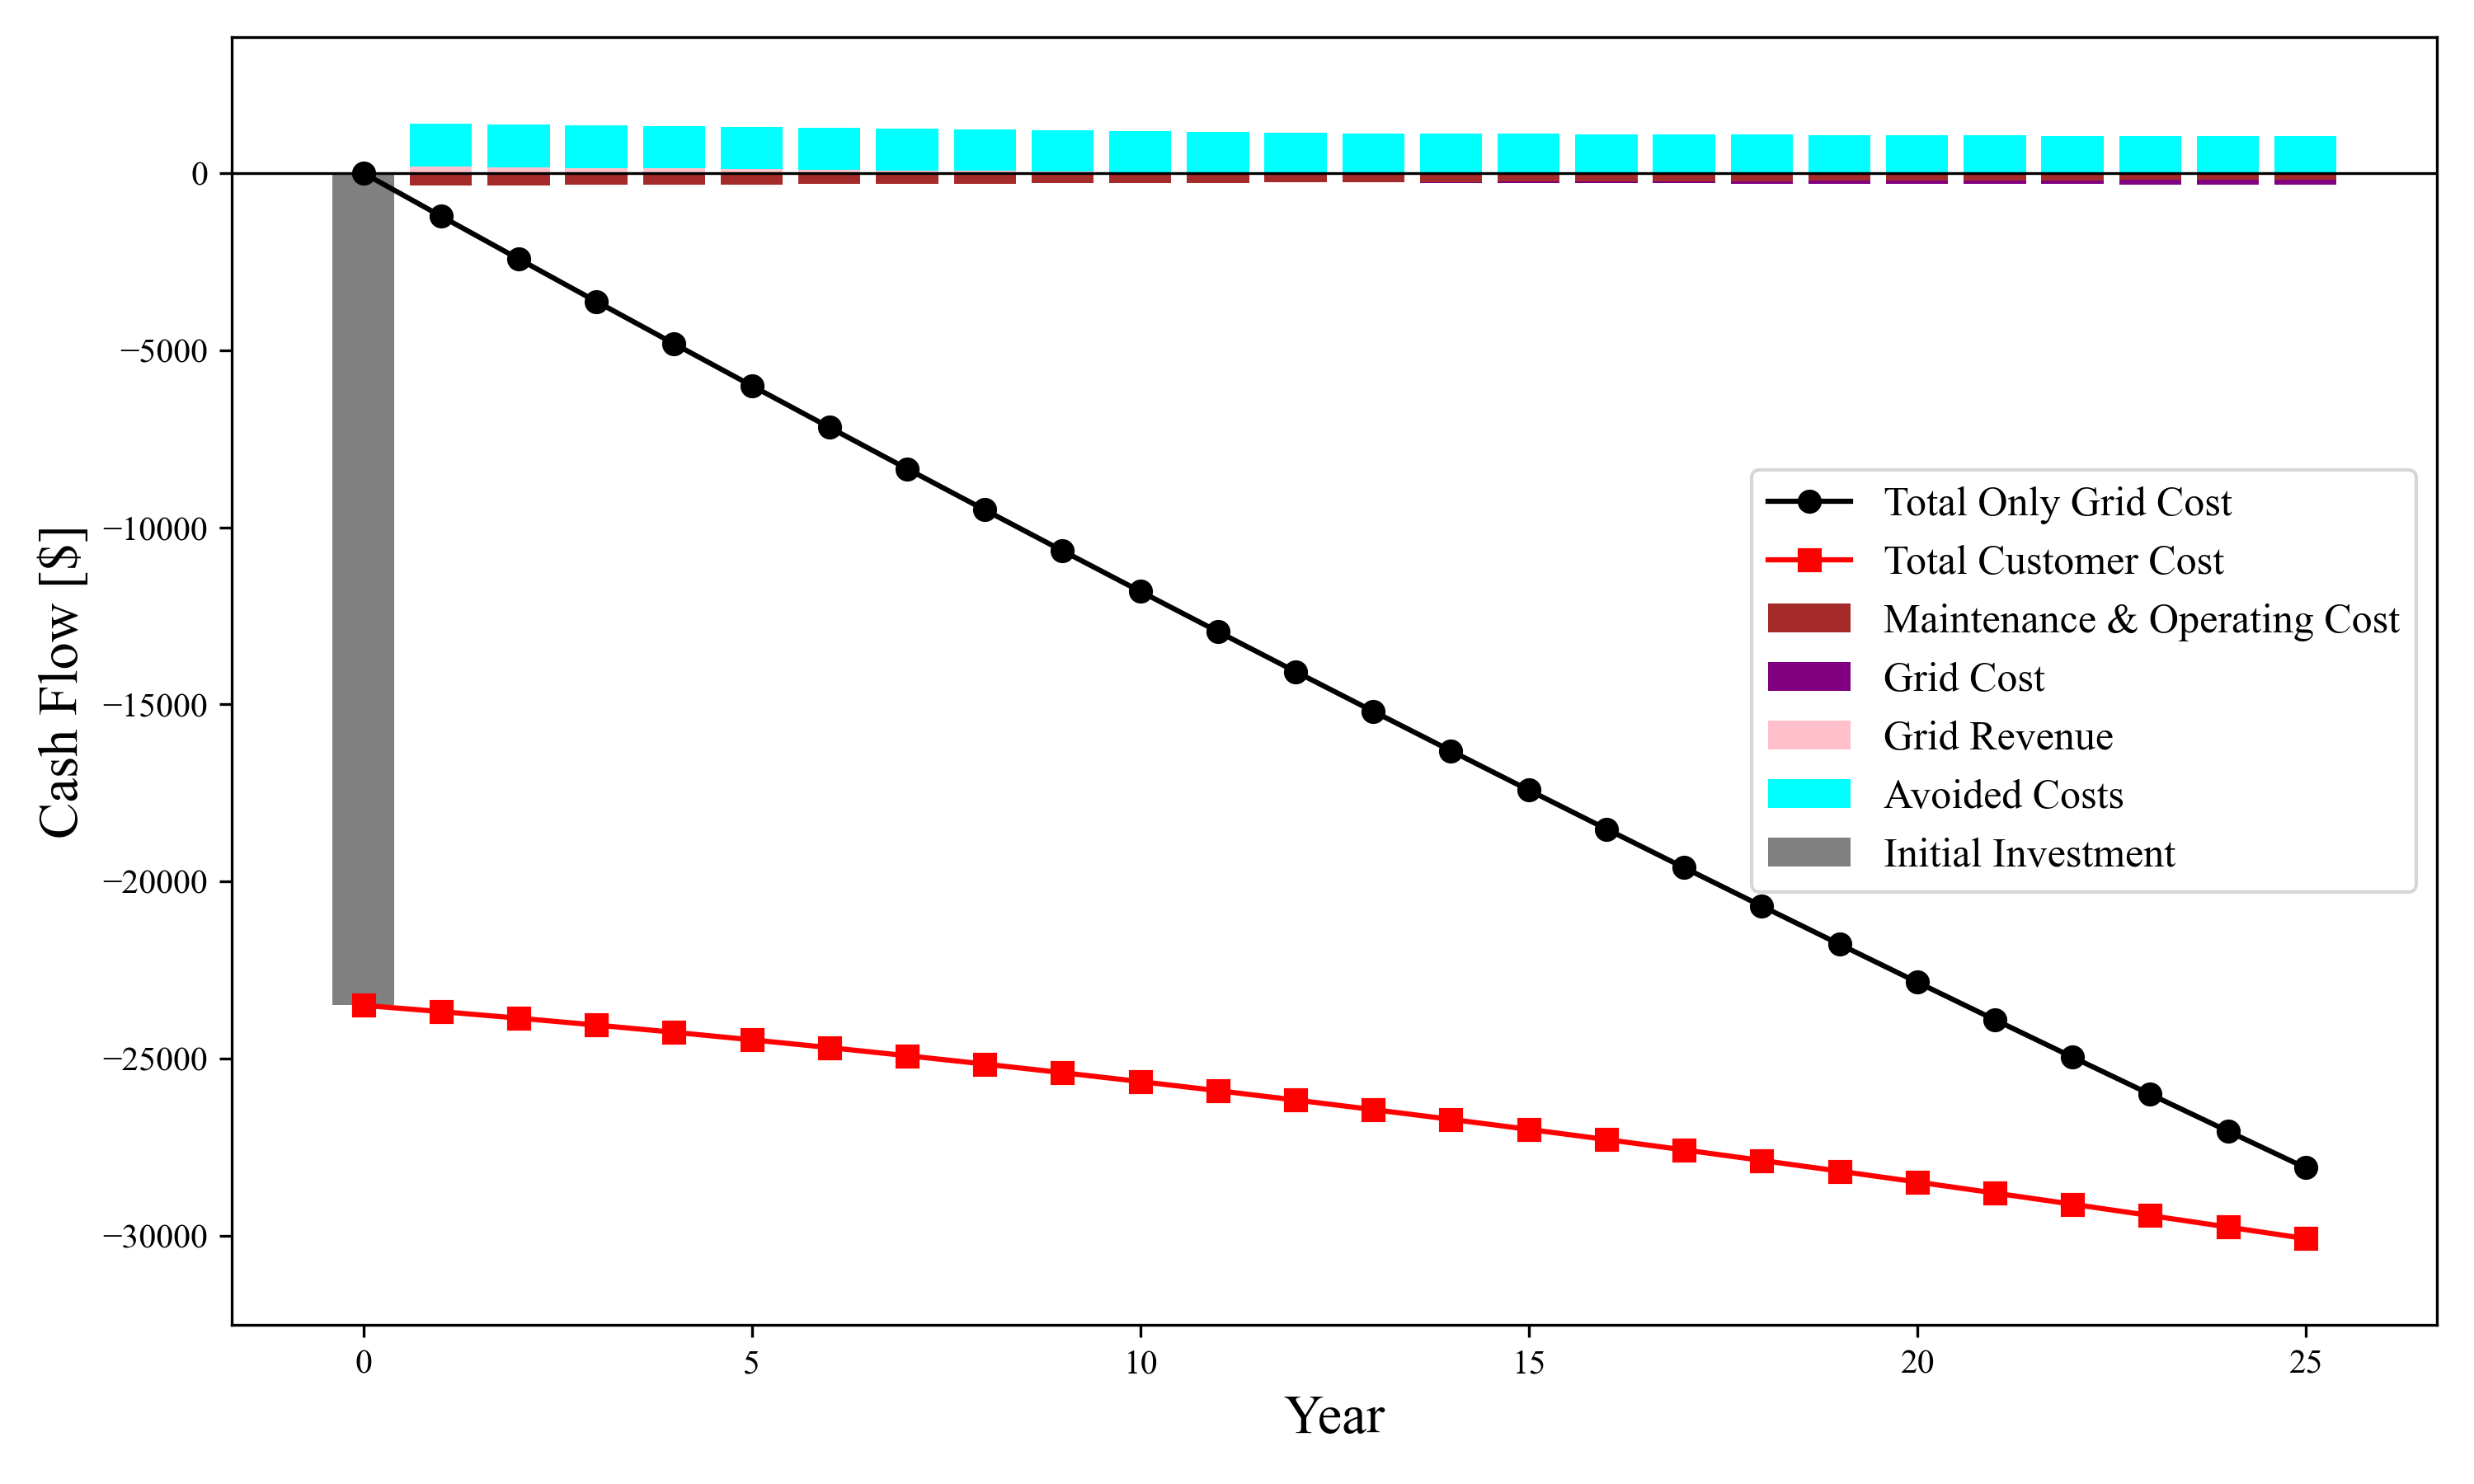 Cash Flow [$]
0
−5000
−10000
−15000
−20000
−25000
−30000
Total Only Grid Cost
Total Customer Cost
Maintenance & Operating Cost
Grid Cost
Grid Revenue
Avoided Costs
Initial Investment
0 5 10 15 20 25
Year